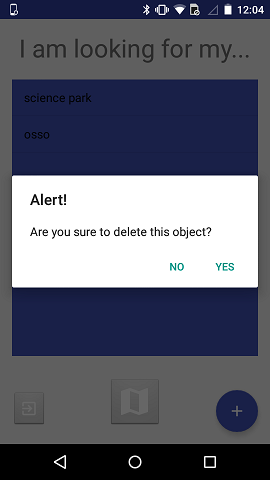 12:04
I am looking for my...
science park
osso
Alert!
Are you sure to delete this object?
NO YES